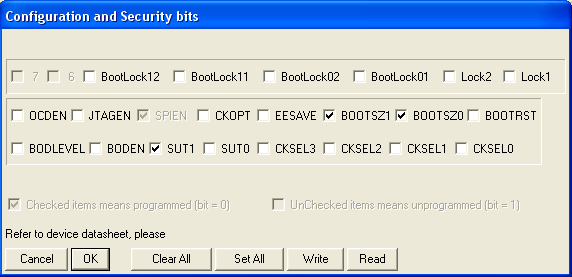 Configuration and Security bits
7 6 BootLock12 BootLock11 BootLock02 BootLock01 Lock2 Lock1
OCDEN JTAGEN SPIEN CKOPT EESAVE BOOTSZ1 BOOTSZ0 BOOTRST
BODLEVEL BODEN SUT1 SUT0 CKSEL3 CKSEL2 CKSEL1 CKSEL0
Checked items means programmed (bit = 0) UnChecked items means unprogrammed (bit = 1)
Refer to device datasheet, please
Cancel OK Clear All Set All Write Read